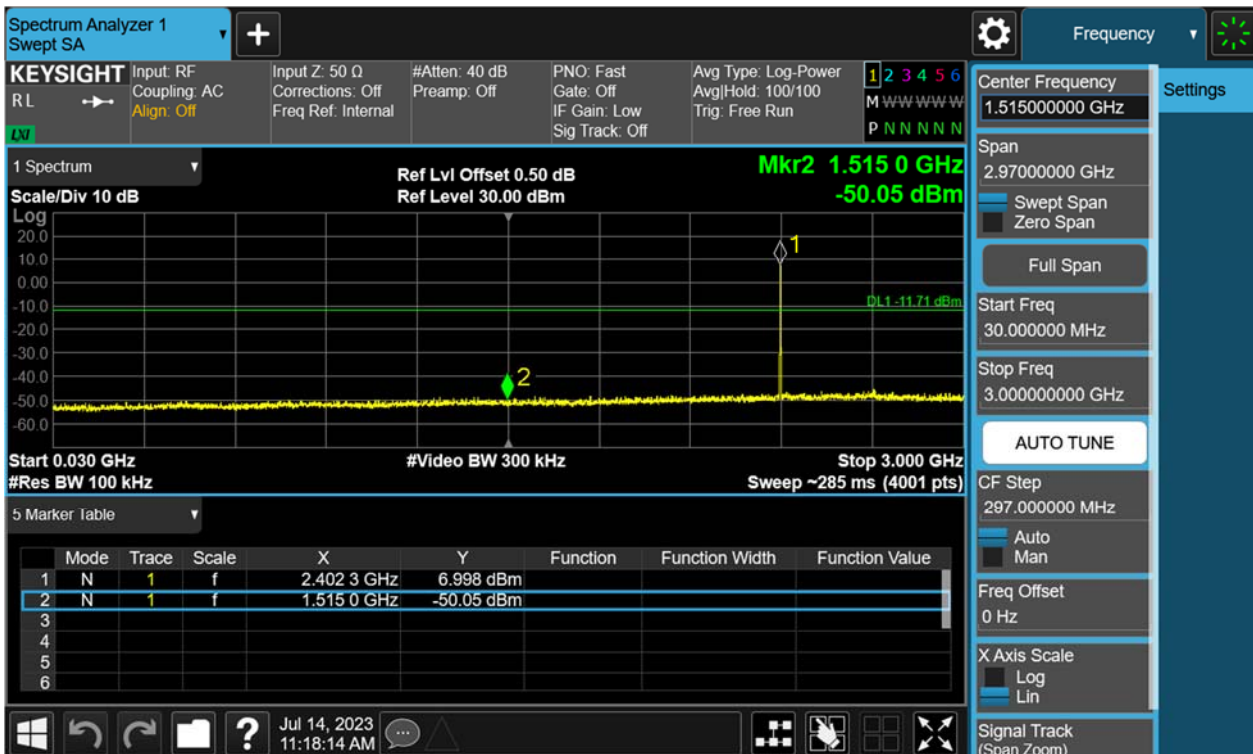 Spectrum Analyzer 1
Swept SA
+
Frequency
KEYSIGHT
RL
LXI
Input: RF
Coupling: AC
Align: Off
Input Z: 50 Ω
Corrections: Off
Freq Ref: Internal
#Atten: 40 dB
Preamp: Off
PNO: Fast
Gate: Off
IF Gain: Low
Sig Track: Off
Avg Type: Log-Power
Avg|Hold: 100/100
Trig: Free Run
1 2 3 4 5 6
M W W W W W
P N N N N N
1 Spectrum
Scale/Div 10 dB
Ref Lvl Offset 0.50 dB
Ref Level 30.00 dBm
Mkr2 1.515 0 GHz
-50.05 dBm
Log
20.0
10.0
0.00
-10.0
-20.0
-30.0
-40.0
-50.0
-60.0
1
DL1 -11.71 dBm
2
Start 0.030 GHz
#Res BW 100 kHz
#Video BW 300 kHz
Stop 3.000 GHz
Sweep ~285 ms (4001 pts)
5 Marker Table
Mode Trace Scale X Y Function Function Width Function Value
1 N 1 f 2.402 3 GHz 6.998 dBm
2 N 1 f 1.515 0 GHz -50.05 dBm
3
4
5
6
?
Jul 14, 2023
11:18:14 AM
Center Frequency
1.515000000 GHz
Settings
Span
2.97000000 GHz
Swept Span
Zero Span
Full Span
Start Freq
30.000000 MHz
Stop Freq
3.000000000 GHz
AUTO TUNE
CF Step
297.000000 MHz
Auto
Man
Freq Offset
0 Hz
X Axis Scale
Log
Lin
Signal Track
(Span Zoom)